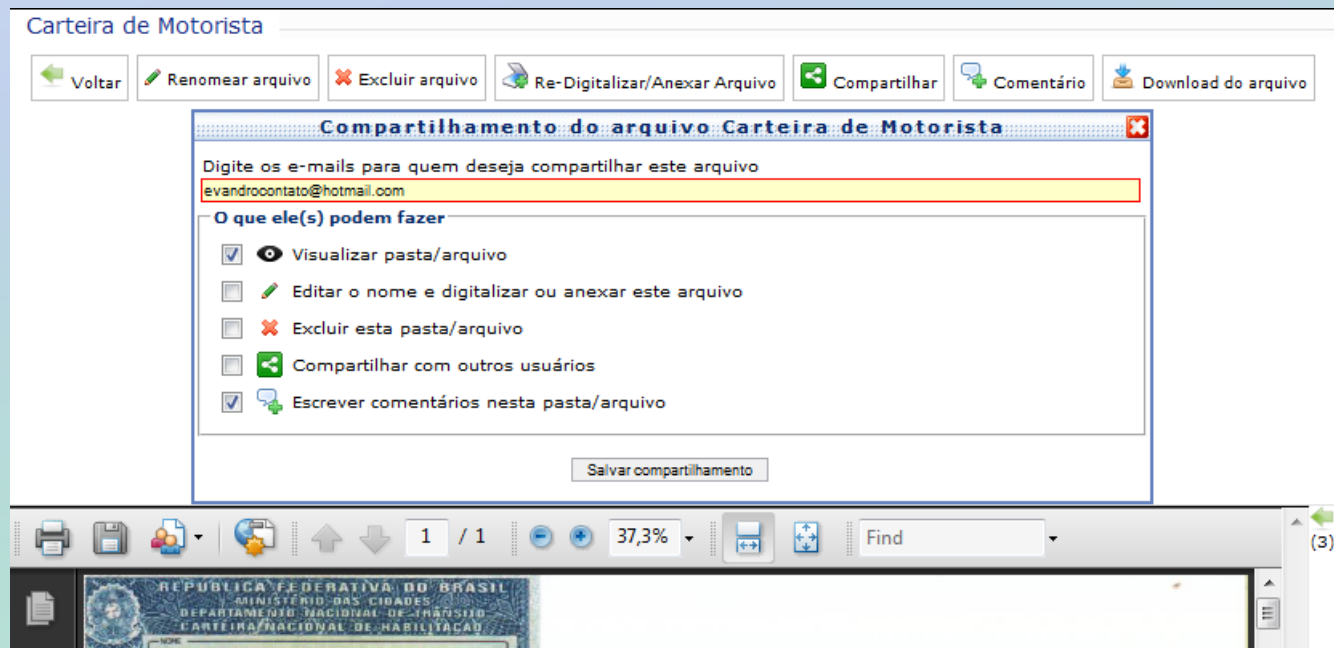 Carteira de Motorista
Voltar Renomear arquivo Excluir arquivo Re-Digitalizar/Anexar Arquivo Compartilhar Comentário Download do arquivo
Compartilhamento do arquivo Carteira de Motorista
Digite os e-mails para quem deseja compartilhar este arquivo
evandrocontato@hotmail.com
O que ele(s) podem fazer
Visualizar pasta/arquivo
Editar o nome e digitalizar ou anexar este arquivo
Excluir esta pasta/arquivo
Compartilhar com outros usuários
Escrever comentários nesta pasta/arquivo
Salvar compartilhamento
1 / 1 37,3% Find
(3)
REPUBLICA FEDERATIVA DO BRASIL
MINISTÉRIO DAS CIDADES
DEPARTAMENTO NACIONAL DE TRÂNSITO
CARTEIRA NACIONAL DE HABILITAÇÃO
NOME